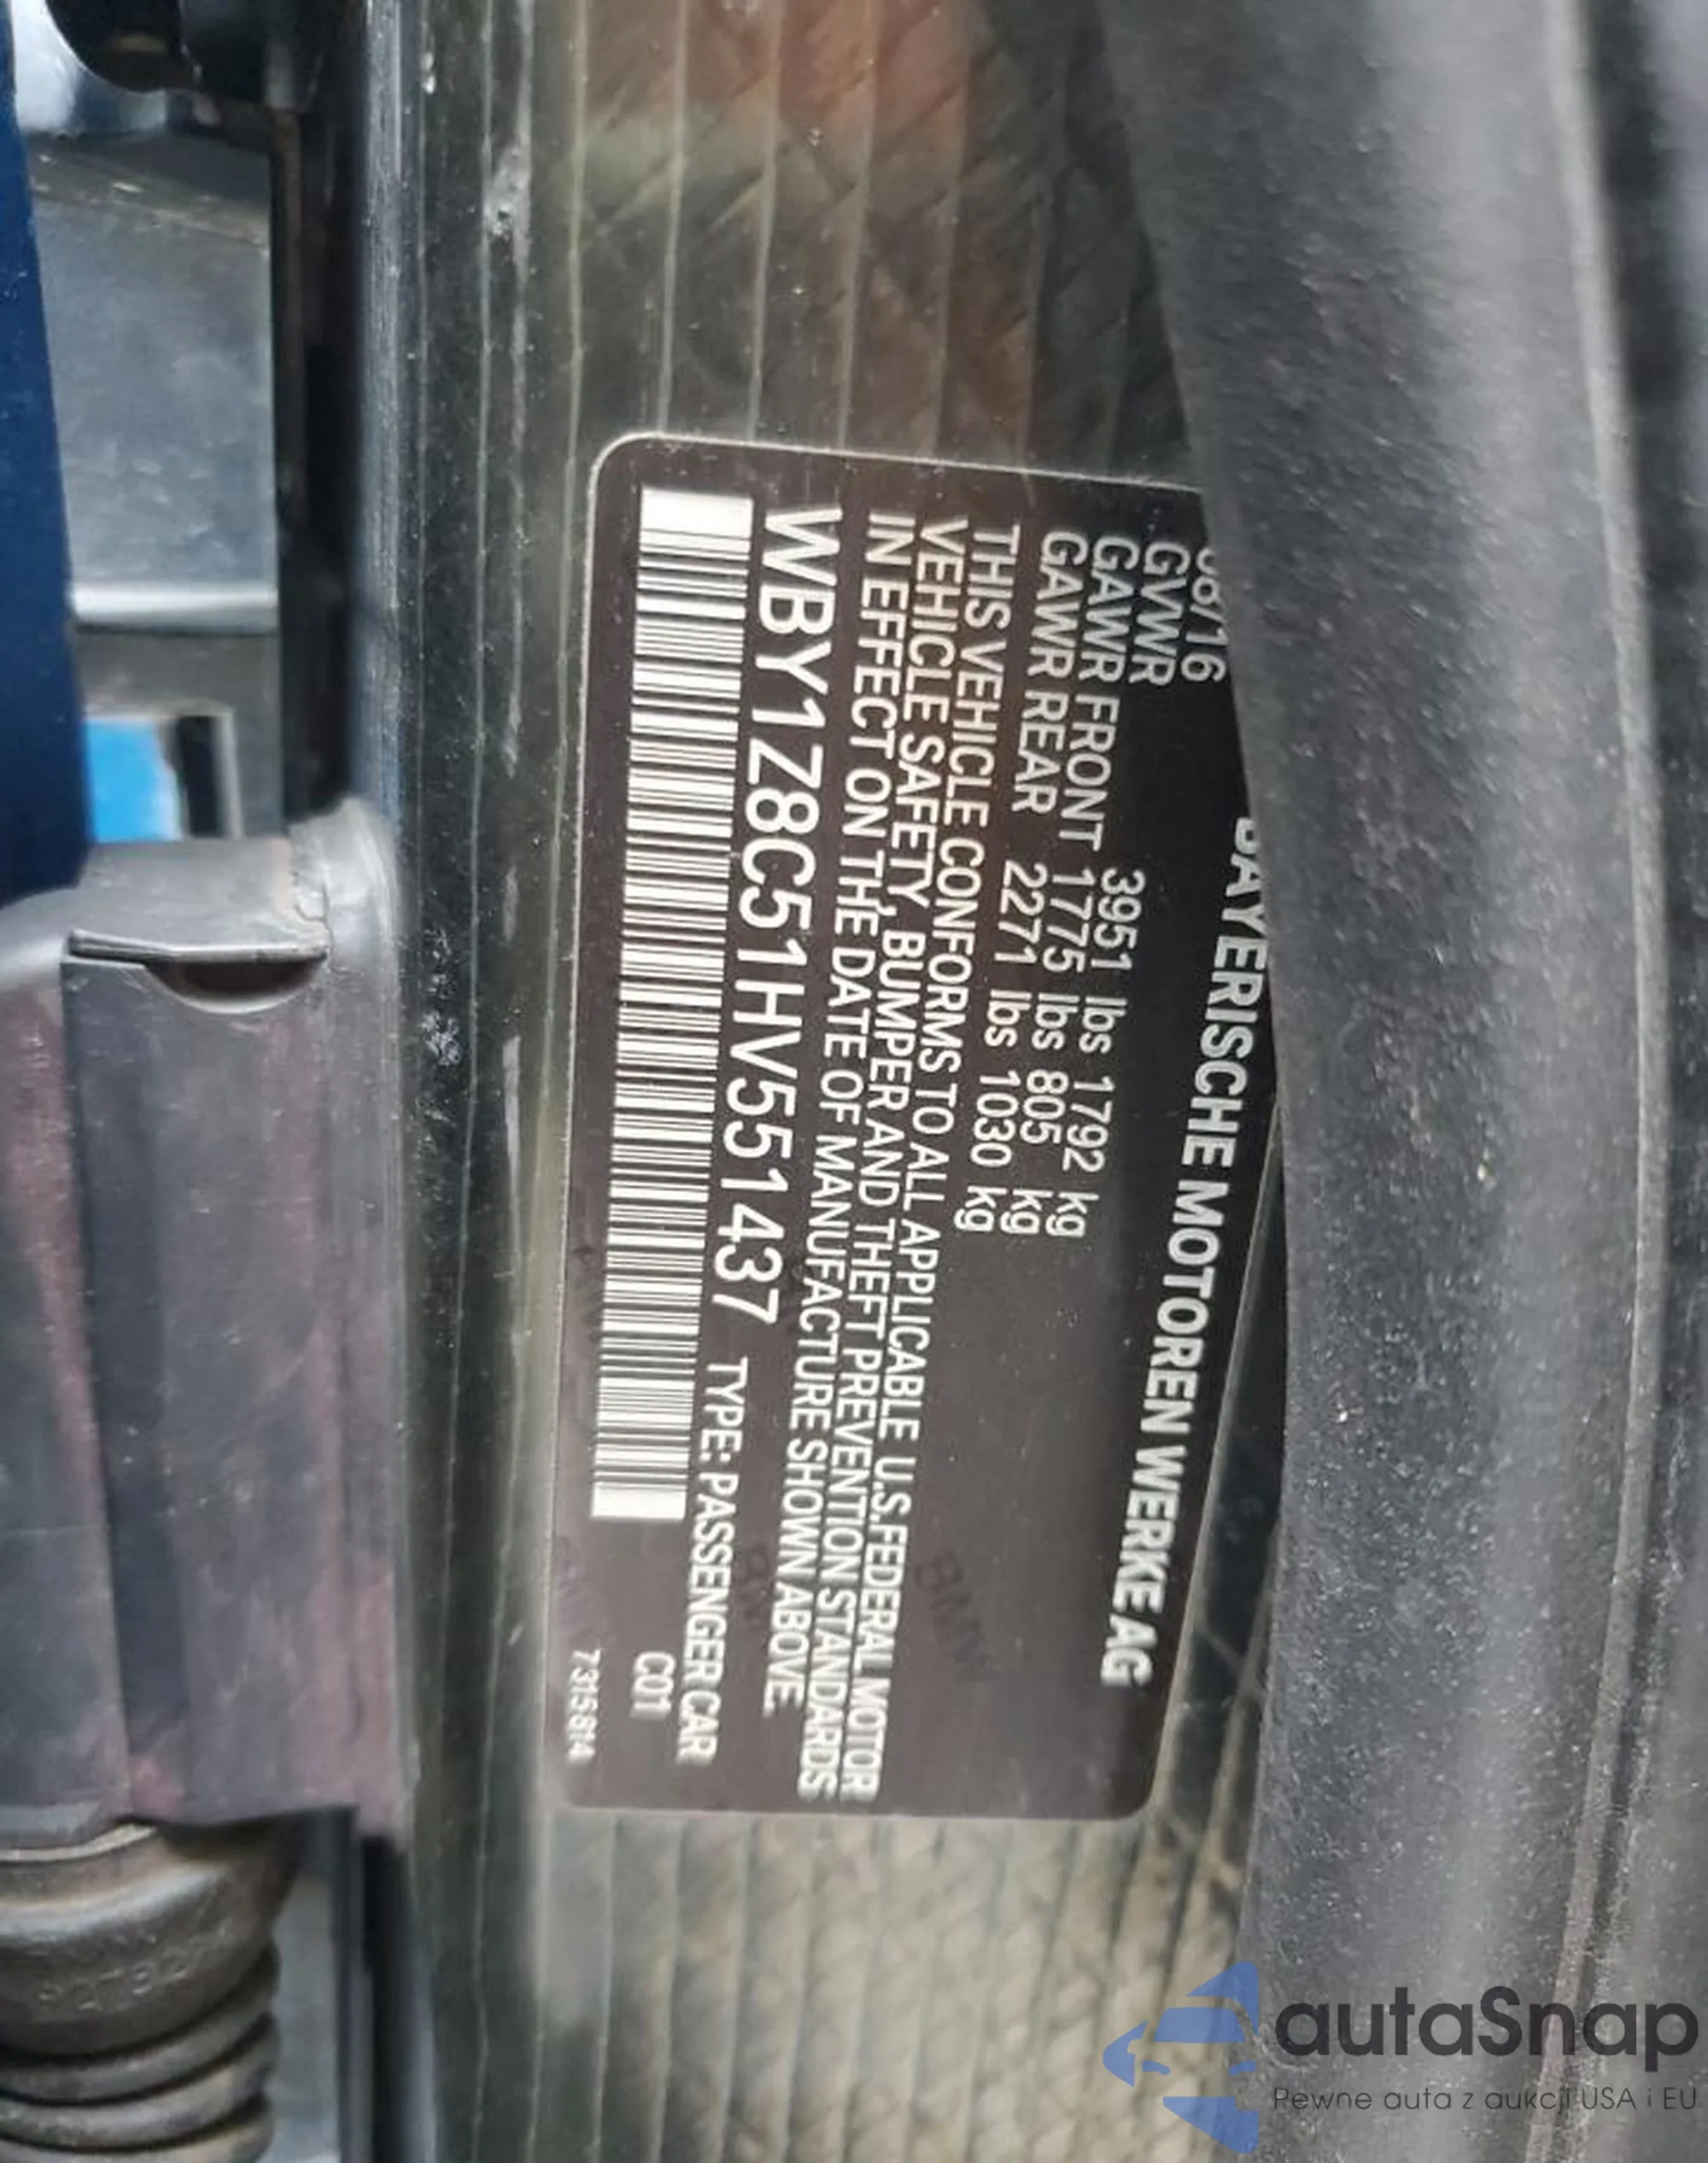 BAYERISCHE MOTOREN WERKE AG
08/16
GVWR 3951 lbs 1792 kg
GAWR FRONT 1775 lbs 805 kg
GAWR REAR 2271 lbs 1030 kg
THIS VEHICLE CONFORMS TO ALL APPLICABLE U.S.FEDERAL MOTOR
VEHICLE SAFETY, BUMPER AND THEFT PREVENTION STANDARDS
IN EFFECT ON THE DATE OF MANUFACTURE SHOWN ABOVE.
WBY1Z8C51HV551437 TYPE: PASSENGER CAR
C01
7315814
BMW
autaSnap
Pewne auta z aukcji USA i EU